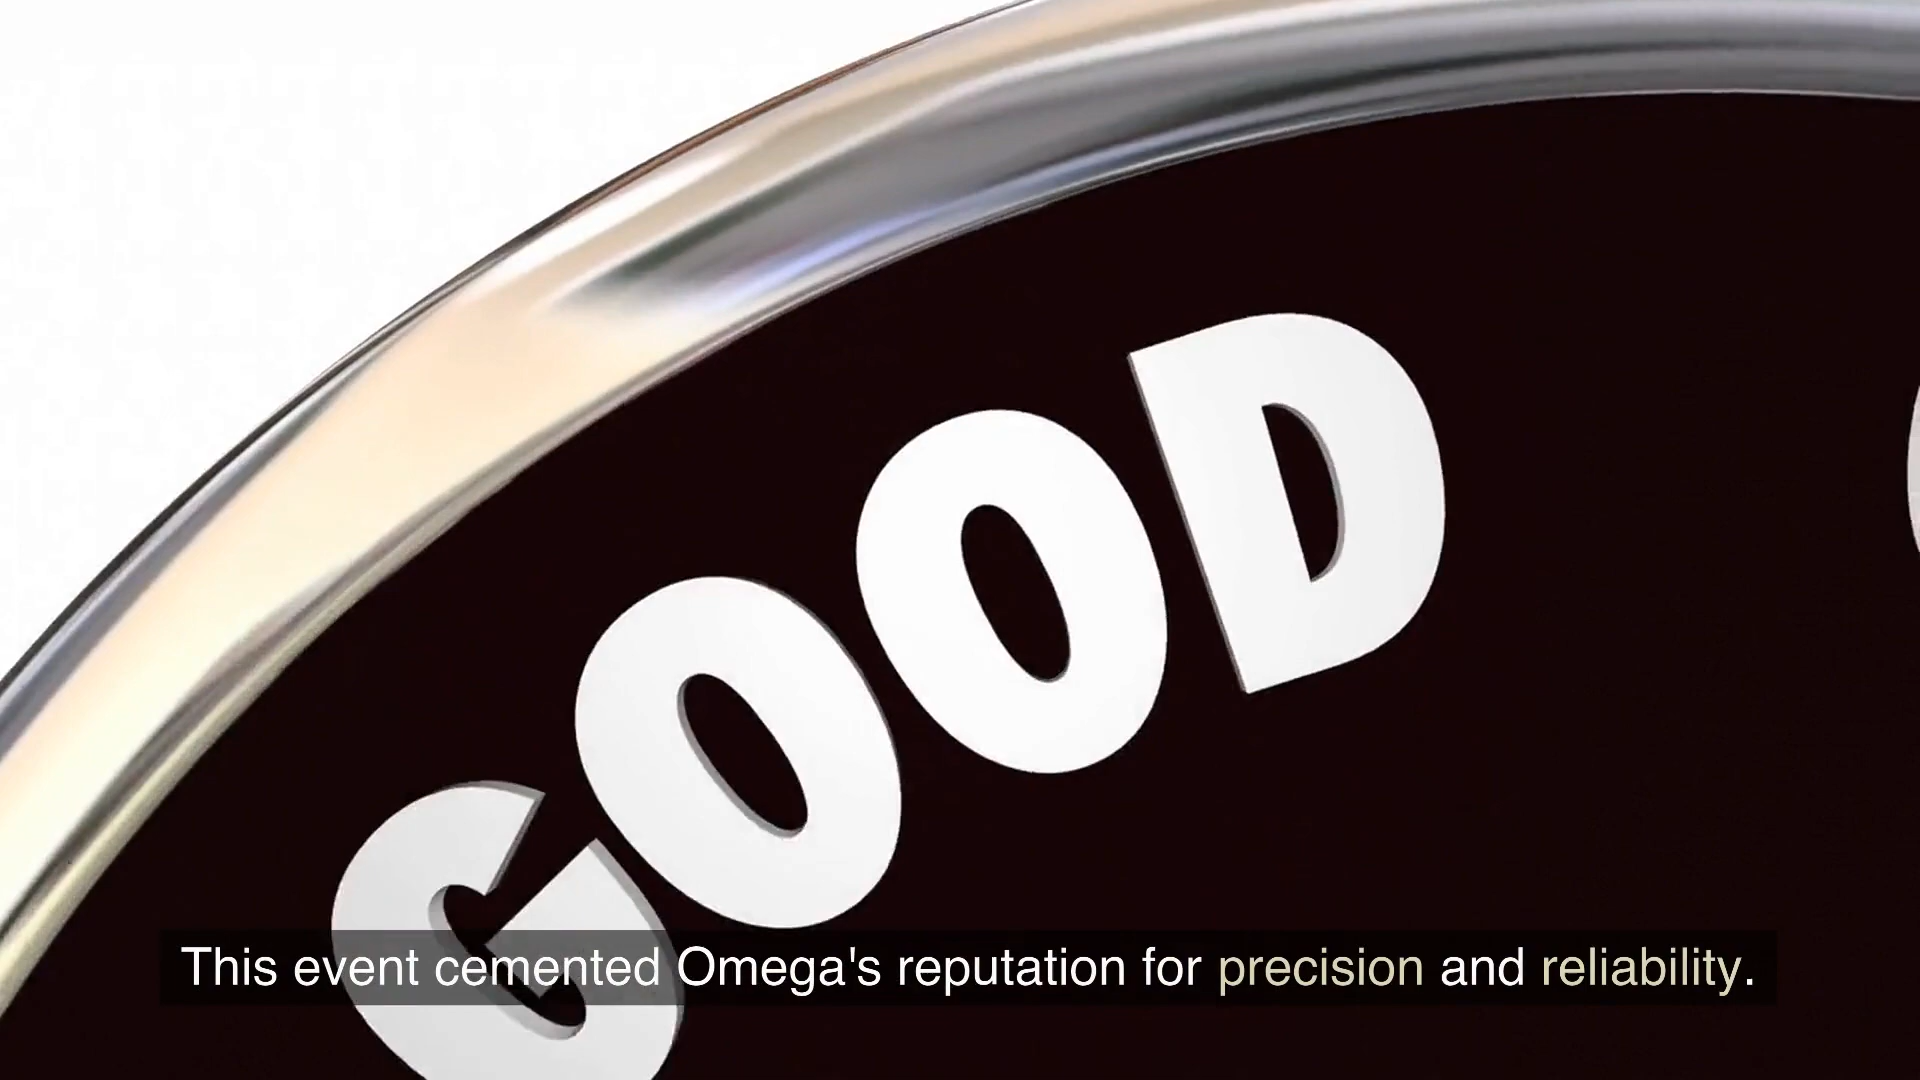 GOOD
This event cemented Omega's reputation for precision and reliability.